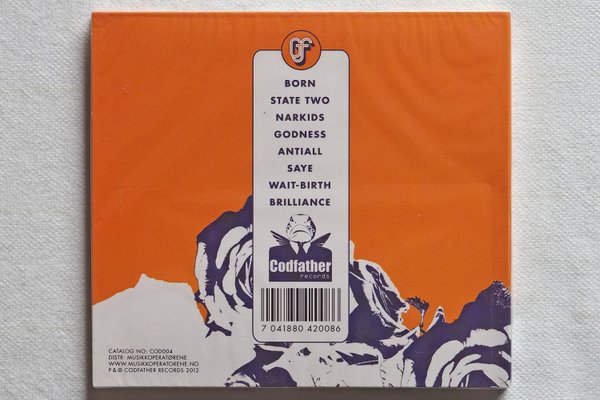 GF
BORN
STATE TWO
NARKIDS
GODNESS
ANTIALL
SAYE
WAIT-BIRTH
BRILLIANCE
Codfather
records
7 041880 420086
CATALOG NO: COD004
DISTR: MUSIKKOPERATØRENE
WWW.MUSIKKOPERATORENE.NO
P & © CODFATHER RECORDS 2012